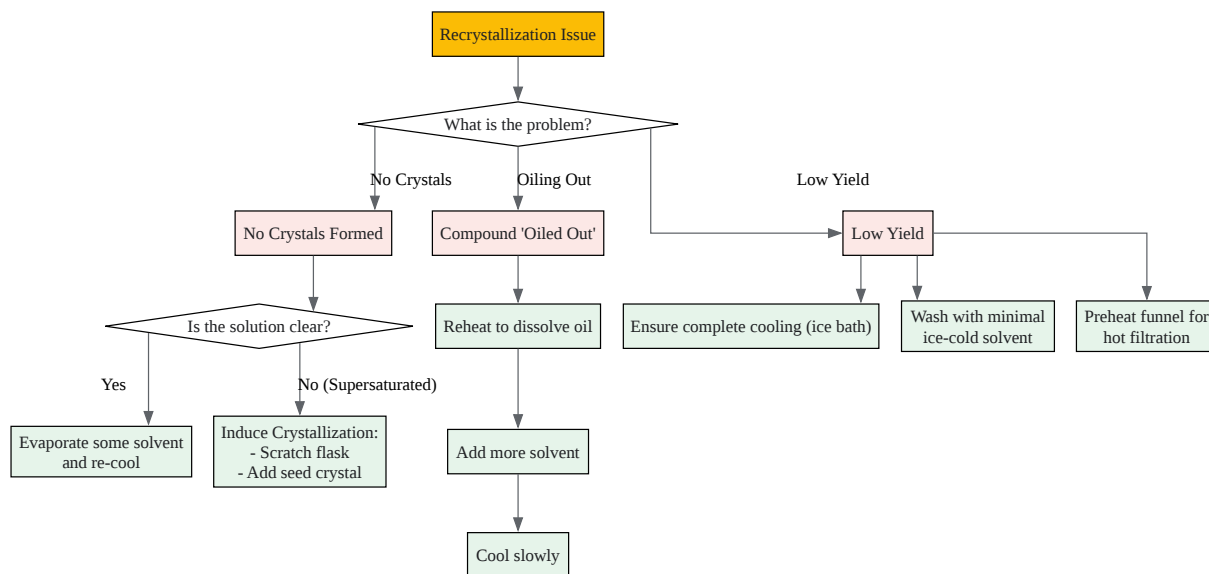 Recrystallization Issue
What is the problem?
No Crystals
Oiling Out
Low Yield
No Crystals Formed
Compound 'Oiled Out'
Low Yield
Is the solution clear?
Reheat to dissolve oil
Ensure complete cooling (ice bath)
Wash with minimal
ice-cold solvent
Preheat funnel for
hot filtration
Yes
No (Supersaturated)
Evaporate some solvent
and re-cool
Induce Crystallization:
- Scratch flask
- Add seed crystal
Add more solvent
Cool slowly